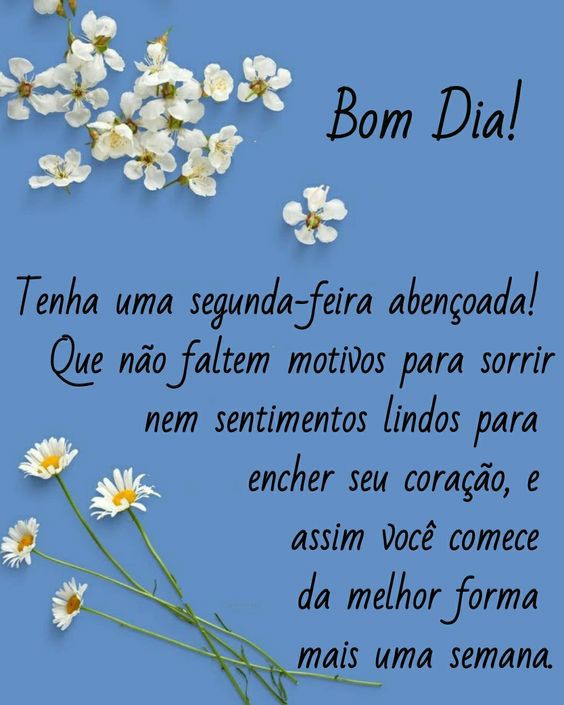 Bom Dia!
Tenha uma segunda-feira abençoada!
Que não faltem motivos para sorrir
nem sentimentos lindos para
encher seu coração, e
assim você comece
da melhor forma
mais uma semana.